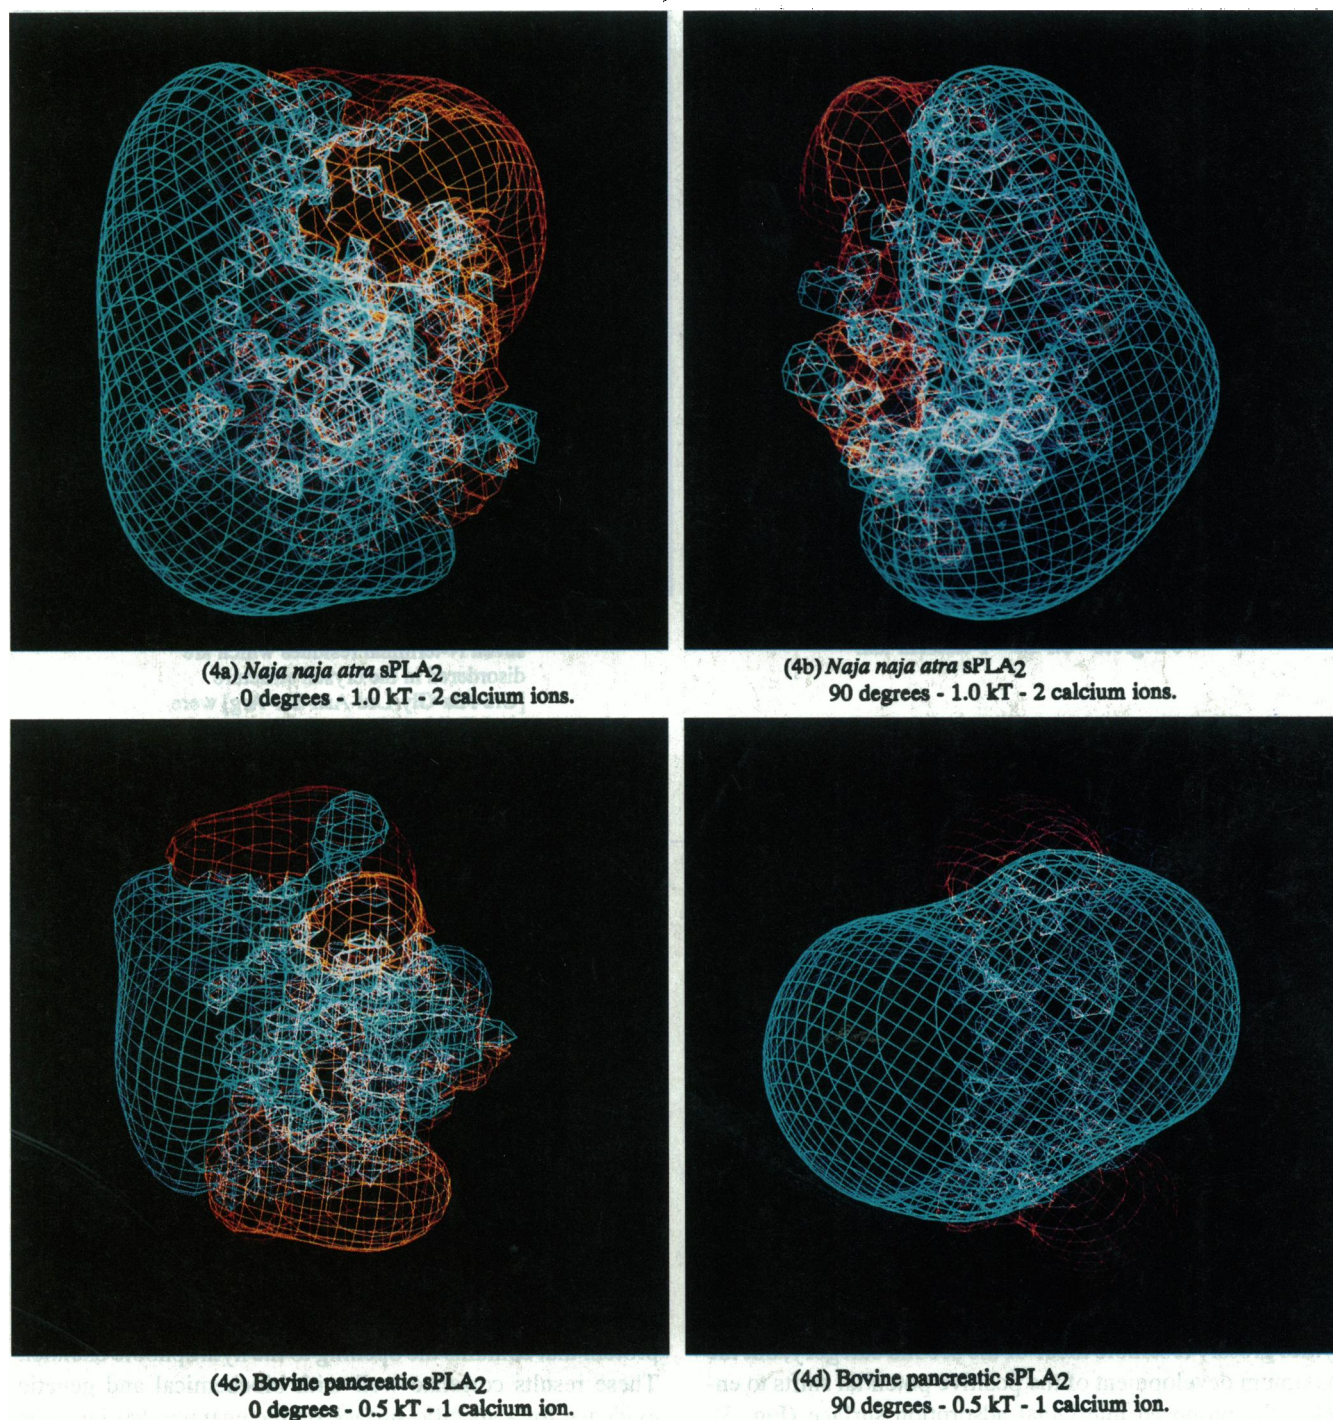 (4a) Naja naja atra sPLA2
0 degrees - 1.0 kT - 2 calcium ions.
(4b) Naja naja atra sPLA2
90 degrees - 1.0 kT - 2 calcium ions.
(4c) Bovine pancreatic sPLA2
0 degrees - 0.5 kT - 1 calcium ion.
(4d) Bovine pancreatic sPLA2
90 degrees - 0.5 kT - 1 calcium ion.